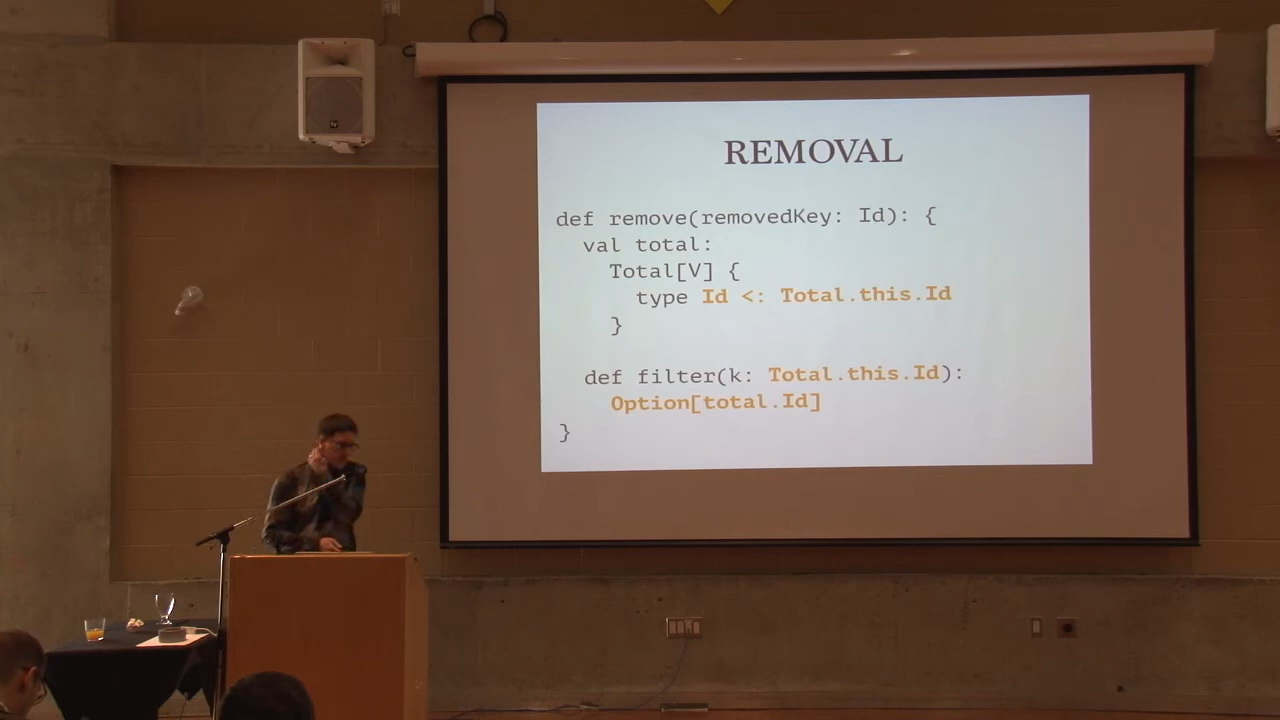 REMOVAL
def remove(removedKey: Id): {
val total:
Total[V] {
type Id <: Total.this.Id
}
def filter(k: Total.this.Id):
Option[total.Id]
}